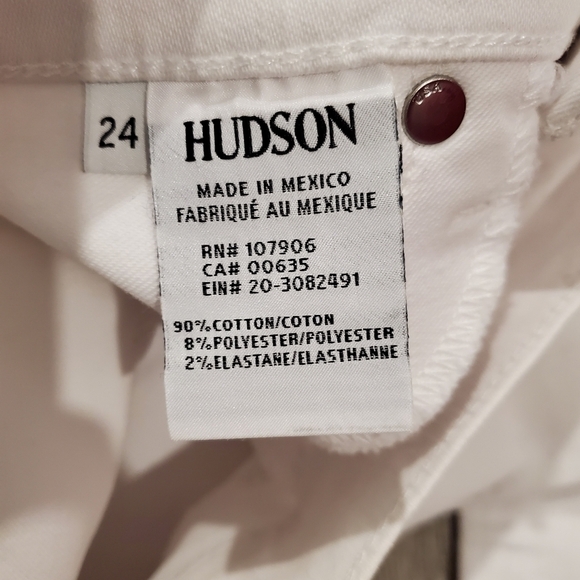 24
HUDSON
MADE IN MEXICO
FABRIQUÉ AU MEXIQUE
RN# 107906
CA# 00635
EIN# 20-3082491
90%COTTON/COTON
8%POLYESTER/POLYESTER
2%ELASTANE/ELASTHANNE
USA